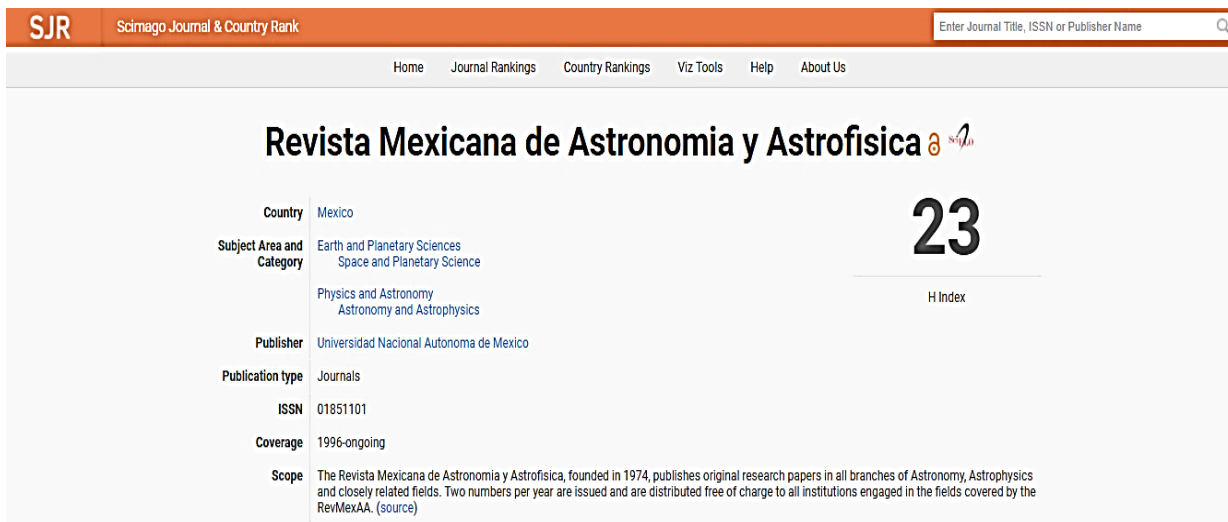 SJR Scimago Journal & Country Rank Enter Journal Title, ISSN or Publisher Name
Home Journal Rankings Country Rankings Viz Tools Help About Us
Revista Mexicana de Astronomia y Astrofisica
Country Mexico
Subject Area and Category Earth and Planetary Sciences
Space and Planetary Science
Physics and Astronomy
Astronomy and Astrophysics
Publisher Universidad Nacional Autonoma de Mexico
Publication type Journals
ISSN 01851101
Coverage 1996-ongoing
Scope The Revista Mexicana de Astronomia y Astrofisica, founded in 1974, publishes original research papers in all branches of Astronomy, Astrophysics
and closely related fields. Two numbers per year are issued and are distributed free of charge to all institutions engaged in the fields covered by the
RevMexAA. (source)
23
H Index